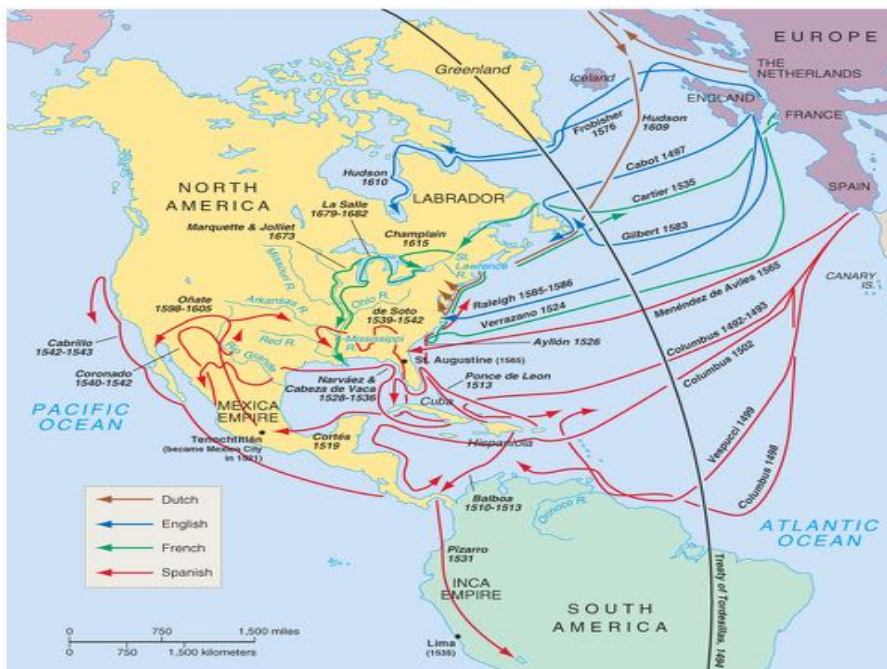 EUROPE
Greenland
Iceland
THE
NETHERLANDS
ENGLAND
FRANCE
SPAIN
Frobisher
1576
Hudson
1609
Cabot 1497
Cartier 1535
Gilbert 1583
Hudson
1610
LABRADOR
NORTH
AMERICA
La Salle
1679-1682
Marquette & Jolliet
1673
Champlain
1615
St.
Lawrence
R.
Missouri R.
Ohio R.
Raleigh 1585-1586
Verrazano 1524
Menéndez de Aviles 1565
CANARY
IS.
Oñate
1598-1605
Arkansas R.
de Soto
1539-1542
Red R.
Mississippi
R.
Ayllón 1526
Columbus 1492-1493
Columbus 1502
Cabrillo
1542-1543
Rio Grande
St. Augustine (1565)
Coronado
1540-1542
Narváez &
Cabeza de Vaca
1528-1536
Ponce de Leon
1513
Cuba
PACIFIC
OCEAN
MEXICA
EMPIRE
Tenochtitlán
(became Mexico City
in 1521)
Cortés
1519
Hispaniola
Vespucci 1499
Columbus 1498
Balboa
1510-1513
Orinoco R.
ATLANTIC
OCEAN
Dutch
English
French
Spanish
Pizarro
1531
INCA
EMPIRE
SOUTH
AMERICA
Lima
(1535)
Treaty of Tordesillas, 1494
0 750 1,500 miles
0 750 1,500 kilometers